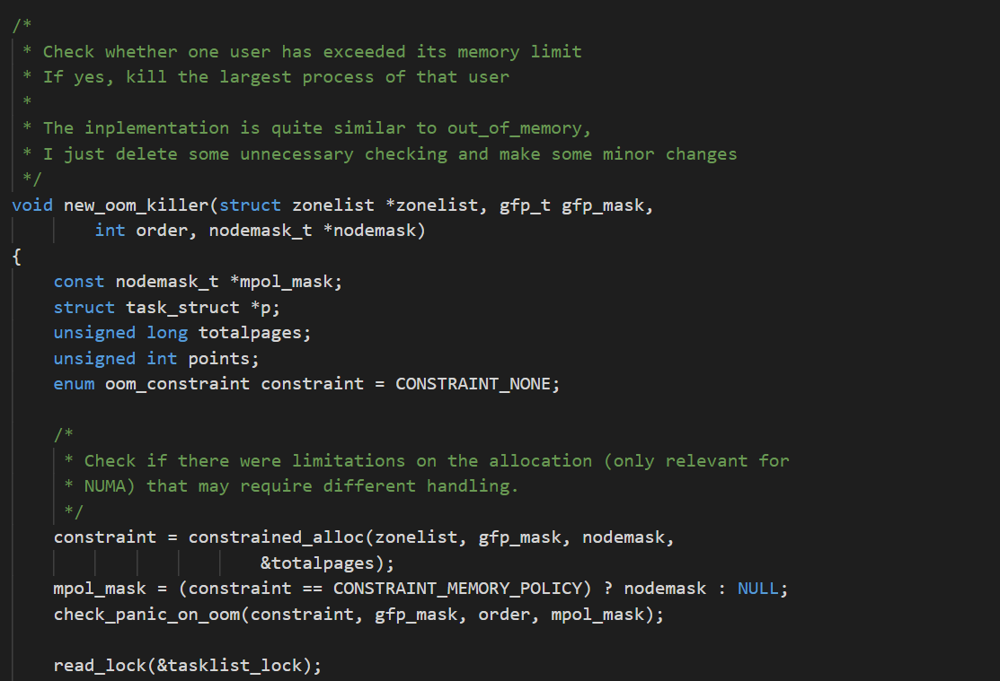 /*
 * Check whether one user has exceeded its memory limit
 * If yes, kill the largest process of that user
 *
 * The inplementation is quite similar to out_of_memory,
 * I just delete some unnecessary checking and make some minor changes
 */
void new_oom_killer(struct zonelist *zonelist, gfp_t gfp_mask,
        int order, nodemask_t *nodemask)
{
    const nodemask_t *mpol_mask;
    struct task_struct *p;
    unsigned long totalpages;
    unsigned int points;
    enum oom_constraint constraint = CONSTRAINT_NONE;

    /*
     * Check if there were limitations on the allocation (only relevant for
     * NUMA) that may require different handling.
     */
    constraint = constrained_alloc(zonelist, gfp_mask, nodemask,
                        &totalpages);
    mpol_mask = (constraint == CONSTRAINT_MEMORY_POLICY) ? nodemask : NULL;
    check_panic_on_oom(constraint, gfp_mask, order, mpol_mask);

    read_lock(&tasklist_lock);